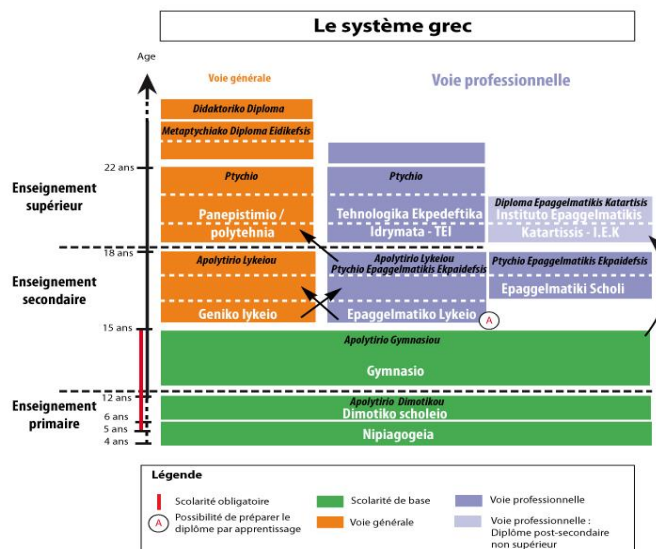 Le système grec
Age
Voie générale
Voie professionnelle
Didaktoriko Diploma
Metaptychiako Diploma Eidikefsis
22 ans
Ptychio
Ptychio
Enseignement
supérieur
Panepistimio /
polytehnia
Tehnologika Ekpedeftika
Idrymata - TEI
Diploma Epaggelmatikis Katartisis
Instituto Epaggelmatikis
Katartissis - I.E.K
18 ans
Apolytirio Lykeiou
Apolytirio Lykeiou
Ptychio Epaggelmatikis Ekpaidefsis
Ptychio Epaggelmatikis Ekpaidefsis
Enseignement
secondaire
Geniko lykeio
Epaggelmatiko Lykeio
A
Epaggelmatiki Scholi
15 ans
Apolytirio Gymnasiou
Gymnasio
12 ans
Apolytirio Dimotikou
Dimotiko scholeio
Enseignement
primaire
6 ans
5 ans
4 ans
Nipiagogeia
Légende
Scolarité obligatoire
Scolarité de base
Voie professionnelle
A
Possibilité de préparer le
diplôme par apprentissage
Voie générale
Voie professionnelle :
Diplôme post-secondaire
non supérieur